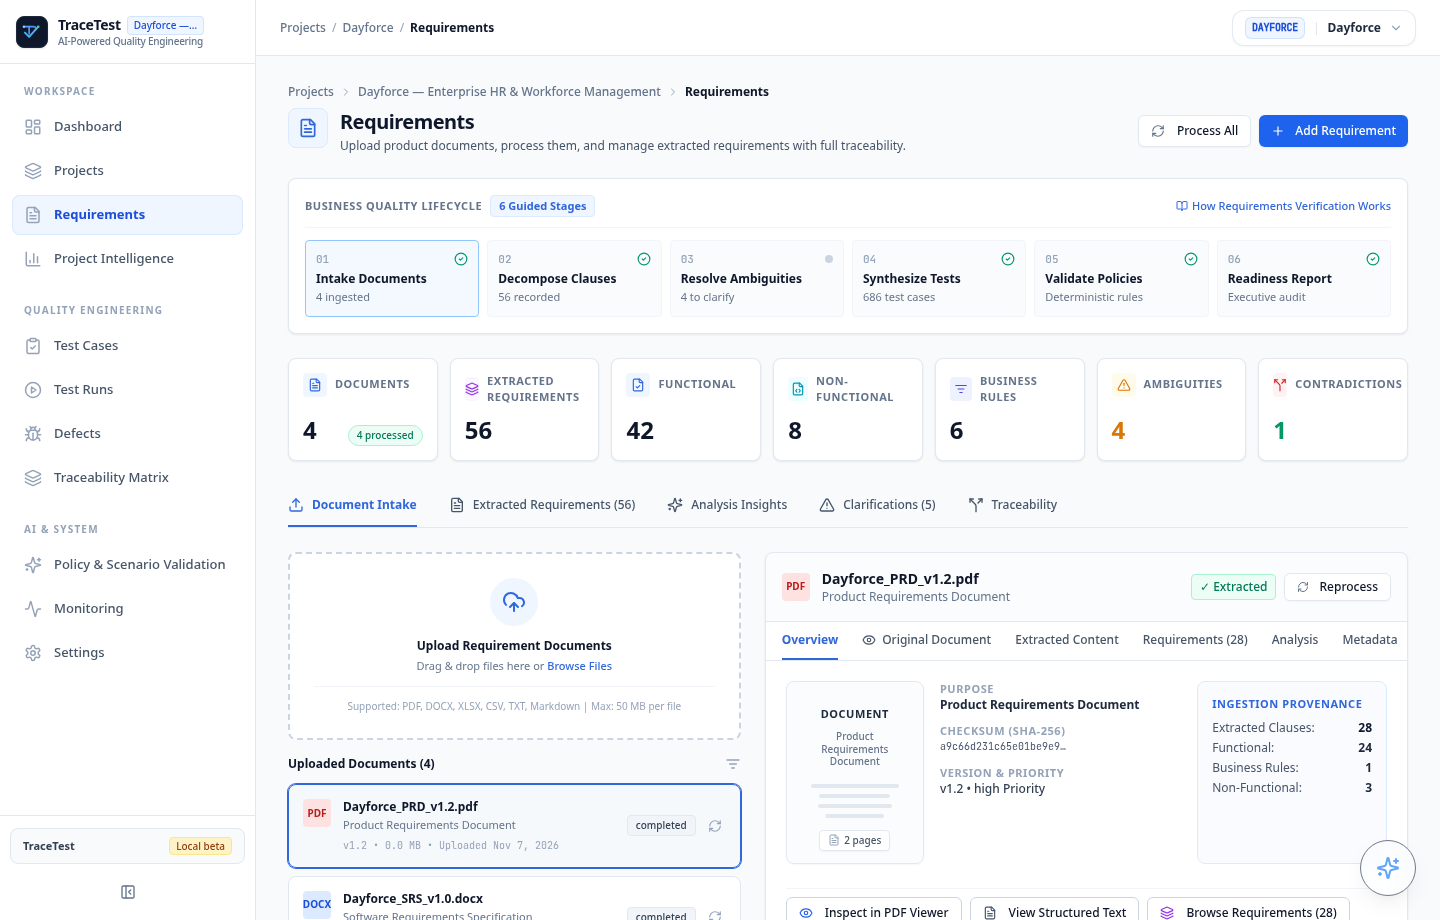 TraceTest
Dayforce —...
AI-Powered Quality Engineering
WORKSPACE
Dashboard
Projects
Requirements
Project Intelligence
QUALITY ENGINEERING
Test Cases
Test Runs
Defects
Traceability Matrix
AI & SYSTEM
Policy & Scenario Validation
Monitoring
Settings
TraceTest
Local beta
Projects / Dayforce / Requirements
DAYFORCE
Dayforce
Projects > Dayforce — Enterprise HR & Workforce Management > Requirements
Requirements
Upload product documents, process them, and manage extracted requirements with full traceability.
Process All
Add Requirement
BUSINESS QUALITY LIFECYCLE
6 Guided Stages
How Requirements Verification Works
01
Intake Documents
4 ingested
02
Decompose Clauses
56 recorded
03
Resolve Ambiguities
4 to clarify
04
Synthesize Tests
686 test cases
05
Validate Policies
Deterministic rules
06
Readiness Report
Executive audit
DOCUMENTS
4
4 processed
EXTRACTED
REQUIREMENTS
56
FUNCTIONAL
42
NON-
FUNCTIONAL
8
BUSINESS
RULES
6
AMBIGUITIES
4
CONTRADICTIONS
1
Document Intake
Extracted Requirements (56)
Analysis Insights
Clarifications (5)
Traceability
Upload Requirement Documents
Drag & drop files here or Browse Files
Supported: PDF, DOCX, XLSX, CSV, TXT, Markdown | Max: 50 MB per file
Uploaded Documents (4)
PDF
Dayforce_PRD_v1.2.pdf
Product Requirements Document
v1.2 • 0.0 MB • Uploaded Nov 7, 2026
completed
DOCX
Dayforce_SRS_v1.0.docx
Software Requirements Specification
completed
PDF
Dayforce_PRD_v1.2.pdf
Product Requirements Document
✓ Extracted
Reprocess
Overview
Original Document
Extracted Content
Requirements (28)
Analysis
Metadata
DOCUMENT
Product
Requirements
Document
2 pages
PURPOSE
Product Requirements Document
CHECKSUM (SHA-256)
a9c66d231c65e01be9e9…
VERSION & PRIORITY
v1.2 • high Priority
INGESTION PROVENANCE
Extracted Clauses: 28
Functional: 24
Business Rules: 1
Non-Functional: 3
Inspect in PDF Viewer
View Structured Text
Browse Requirements (28)